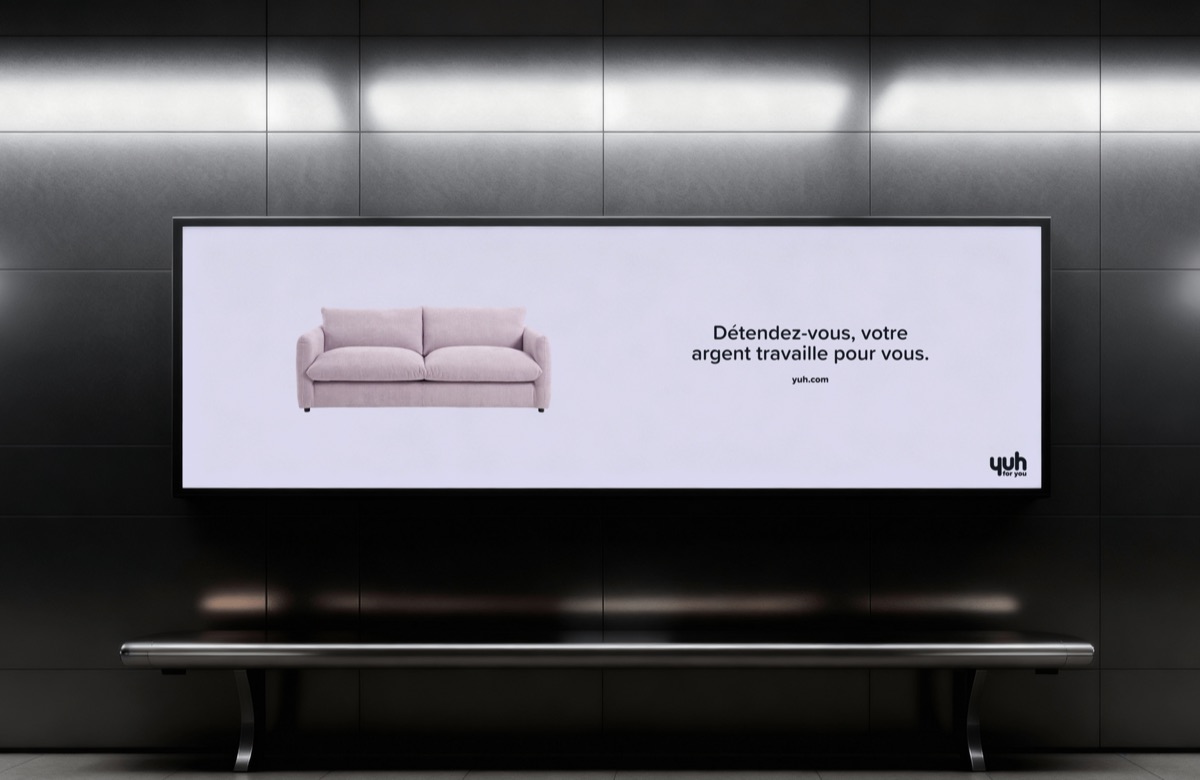 Détendez-vous, votre
argent travaille pour vous.
yuh.com
yuh
for you